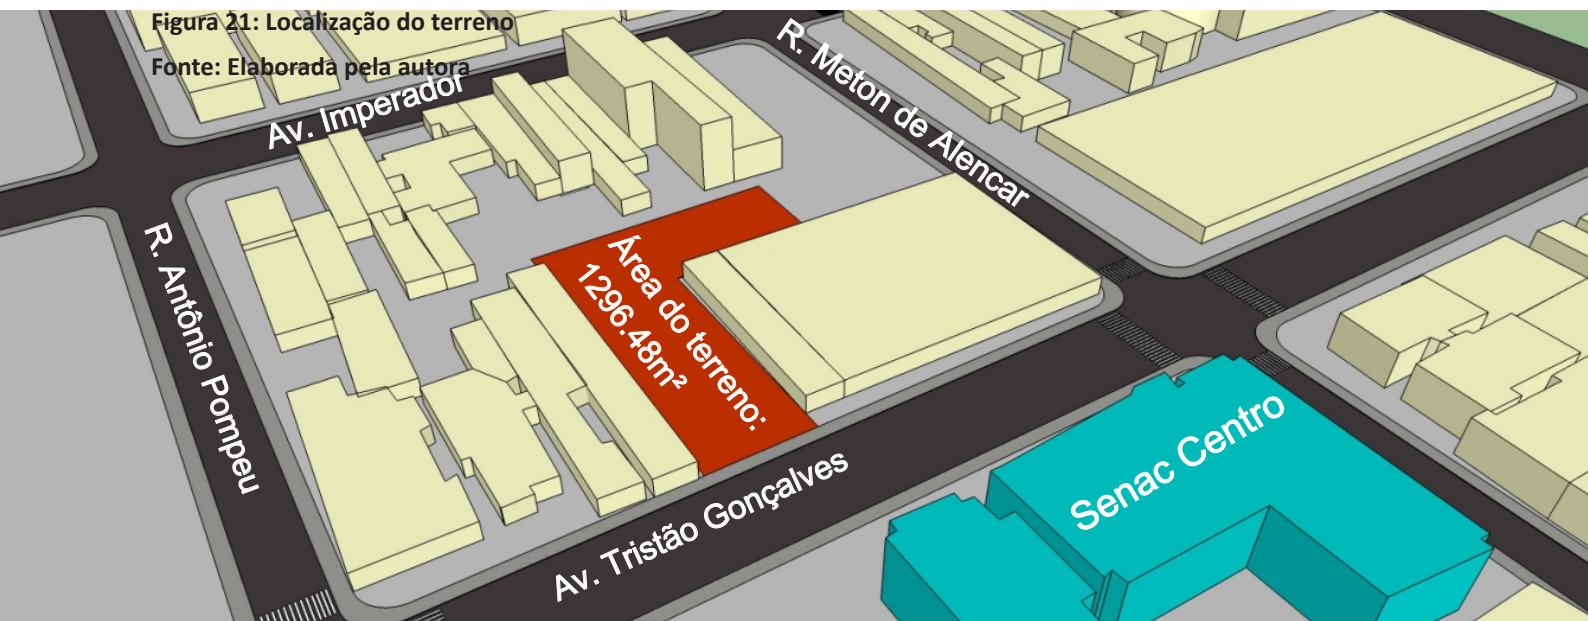 Figura 21: Localização do terreno
Fonte: Elaborada pela autora
Av. Imperador
R. Meton de Alencar
R. Antônio Pompeu
Área do terreno:
1296.48m²
Av. Tristão Gonçalves
Senac Centro